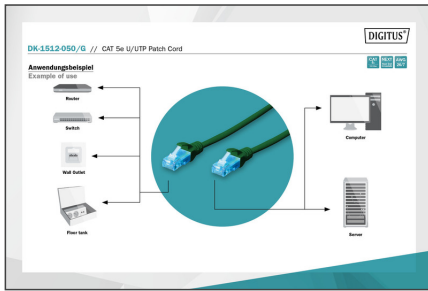 DIGITUS®
DK-1512-050/G // CAT 5e U/UTP Patch Cord
Anwendungsbeispiel
Example of use
Router
Switch
Wall Outlet
Floor tank
Computer
Server